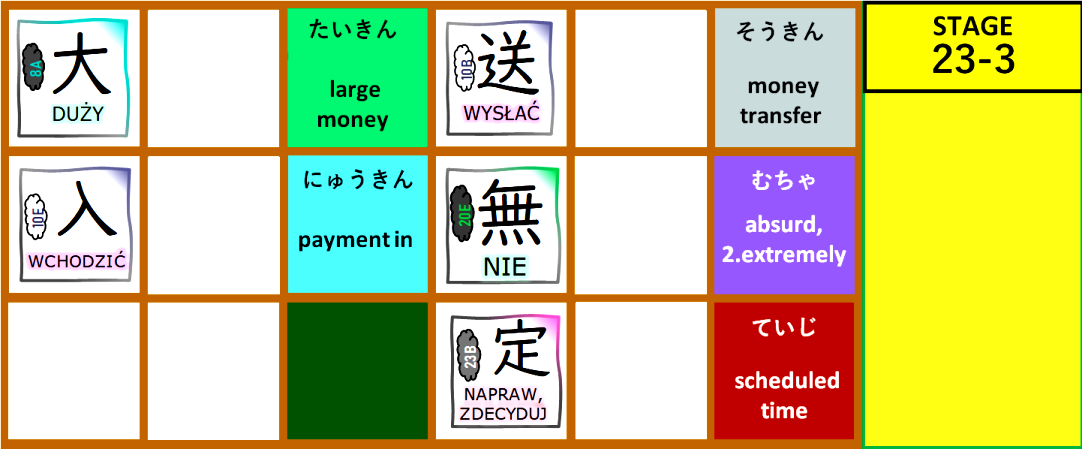 8A
大
DUŻY
たいきん
large
money
10B
送
WYSŁAĆ
そうきん
money
transfer
STAGE
23-3
10E
入
WCHODZIĆ
にゅうきん
payment in
20E
無
NIE
むちゃ
absurd,
2.extremely
23B
定
NAPRAW,
ZDECYDUJ
ていじ
scheduled
time